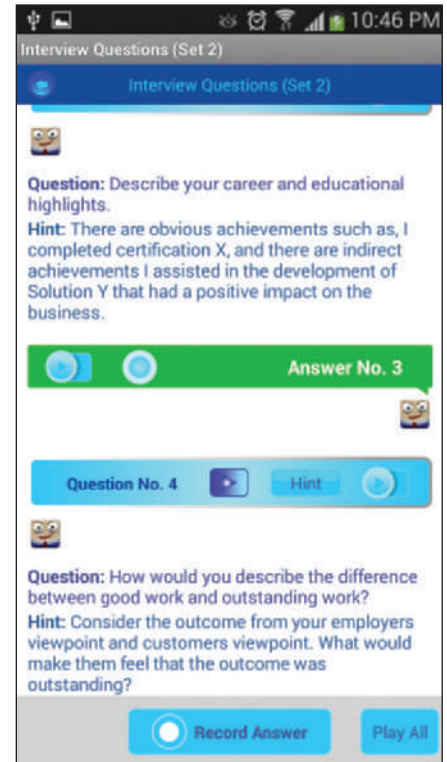 10:46 PM
Interview Questions (Set 2)
Interview Questions (Set 2)
Question: Describe your career and educational
highlights.
Hint: There are obvious achievements such as, I
completed certification X, and there are indirect
achievements I assisted in the development of
Solution Y that had a positive impact on the
business.
Answer No. 3
Question No. 4 Hint
Question: How would you describe the difference
between good work and outstanding work?
Hint: Consider the outcome from your employers
viewpoint and customers viewpoint. What would
make them feel that the outcome was
outstanding?
Record Answer Play All